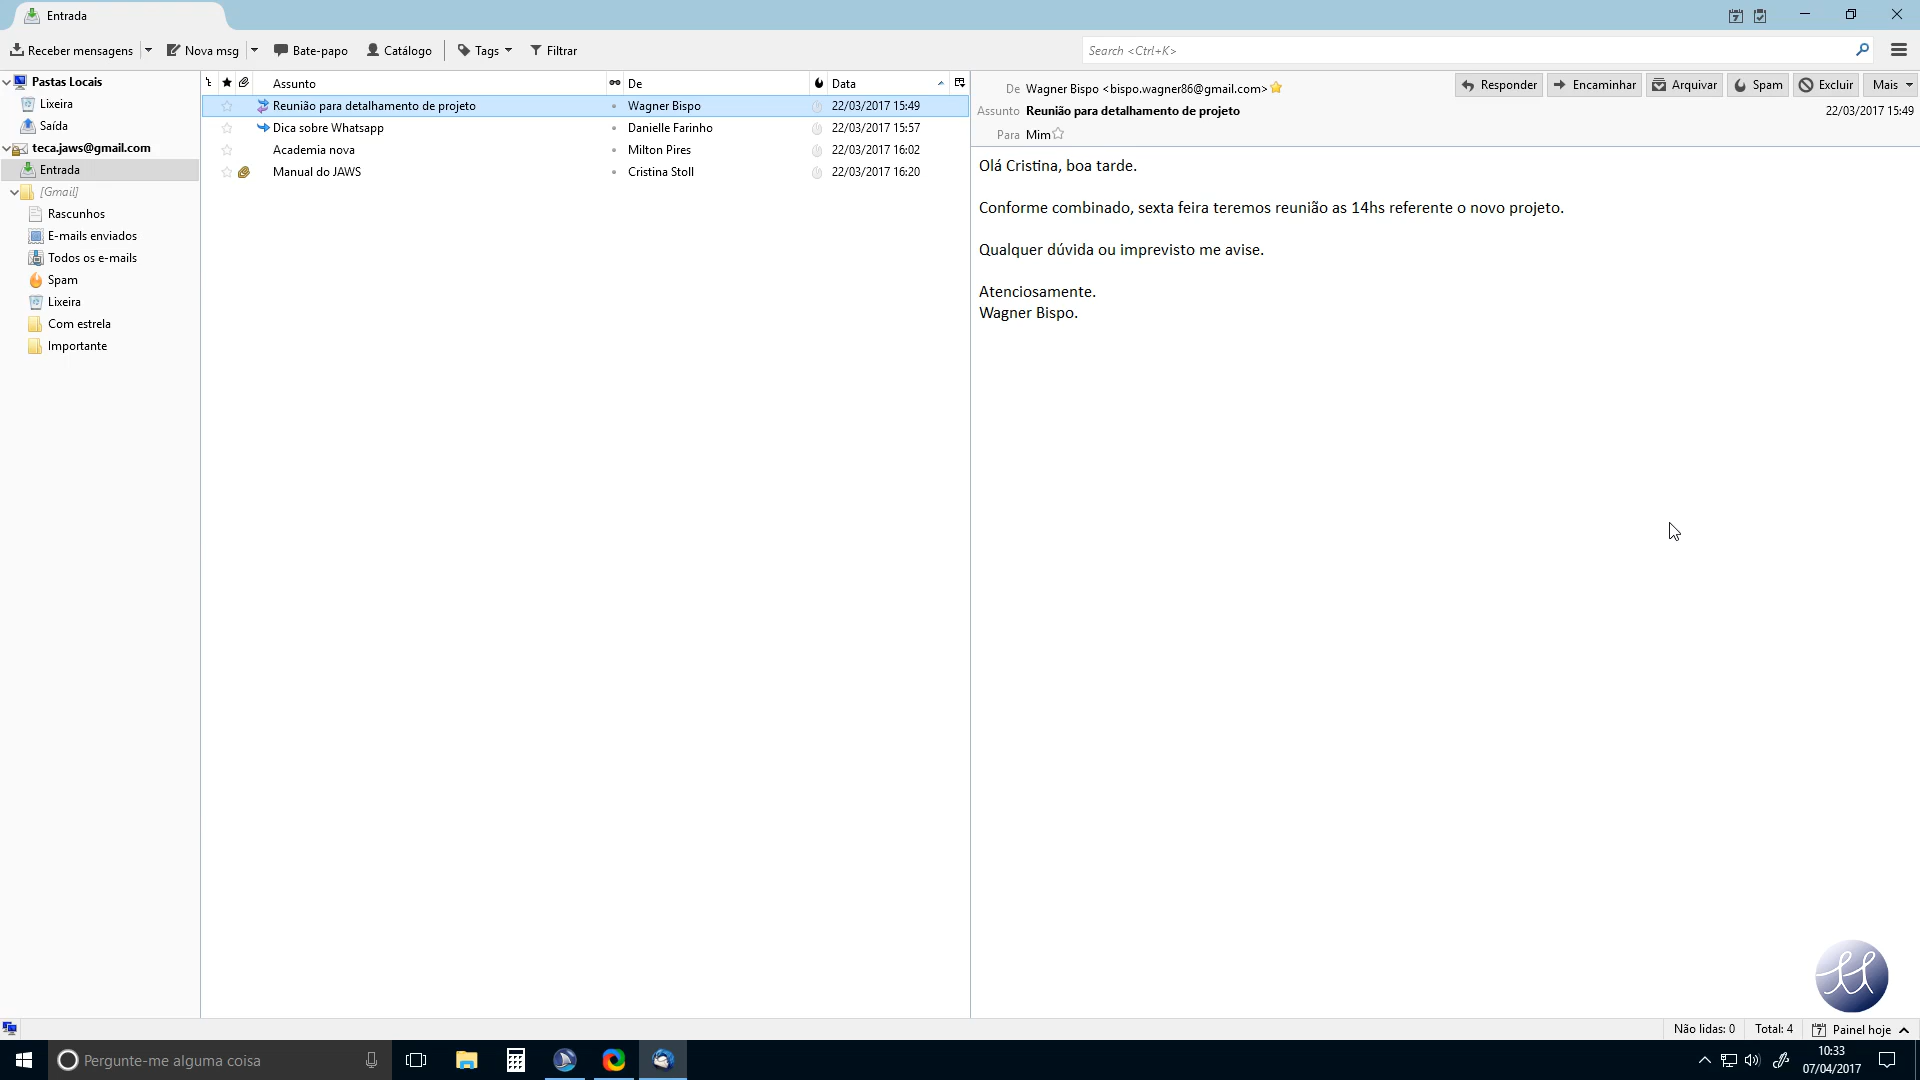 Entrada
Receber mensagens
Nova msg
Bate-papo
Catálogo
Tags
Filtrar
Search <Ctrl+K>
Pastas Locais
Lixeira
Saída
teca.jaws@gmail.com
Entrada
[Gmail]
Rascunhos
E-mails enviados
Todos os e-mails
Spam
Lixeira
Com estrela
Importante
Assunto De Data
Reunião para detalhamento de projeto Wagner Bispo 22/03/2017 15:49
Dica sobre Whatsapp Danielle Farinho 22/03/2017 15:57
Academia nova Milton Pires 22/03/2017 16:02
Manual do JAWS Cristina Stoll 22/03/2017 16:20
De Wagner Bispo <bispo.wagner86@gmail.com>
Responder
Encaminhar
Arquivar
Spam
Excluir
Mais
Assunto Reunião para detalhamento de projeto 22/03/2017 15:49
Para Mim
Olá Cristina, boa tarde.
Conforme combinado, sexta feira teremos reunião as 14hs referente o novo projeto.
Qualquer dúvida ou imprevisto me avise.
Atenciosamente.
Wagner Bispo.
Não lidas: 0
Total: 4
Painel hoje
Pergunte-me alguma coisa
10:33
07/04/2017